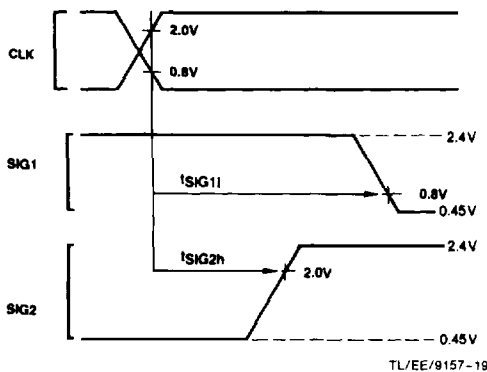 2.0V
CLK
0.8V
2.4V
SIG1
tSIG1l
0.8V
0.45V
2.4V
tSIG2h
2.0V
SIG2
0.45V
TL/EE/9157-19